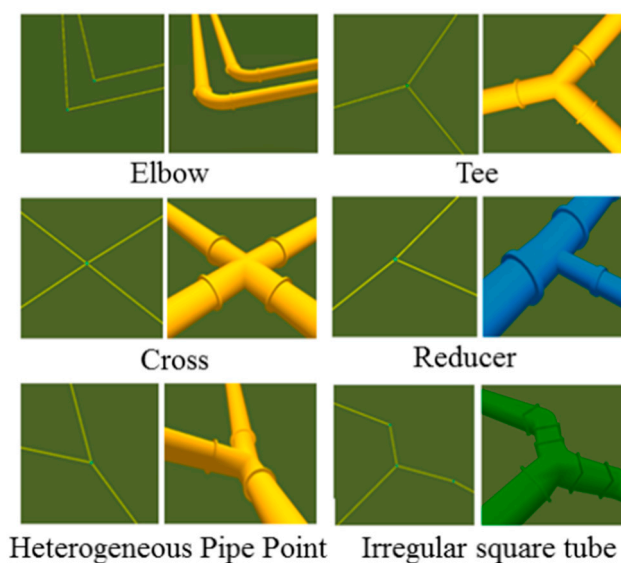 Elbow
Tee
Cross
Reducer
Heterogeneous Pipe Point
Irregular square tube